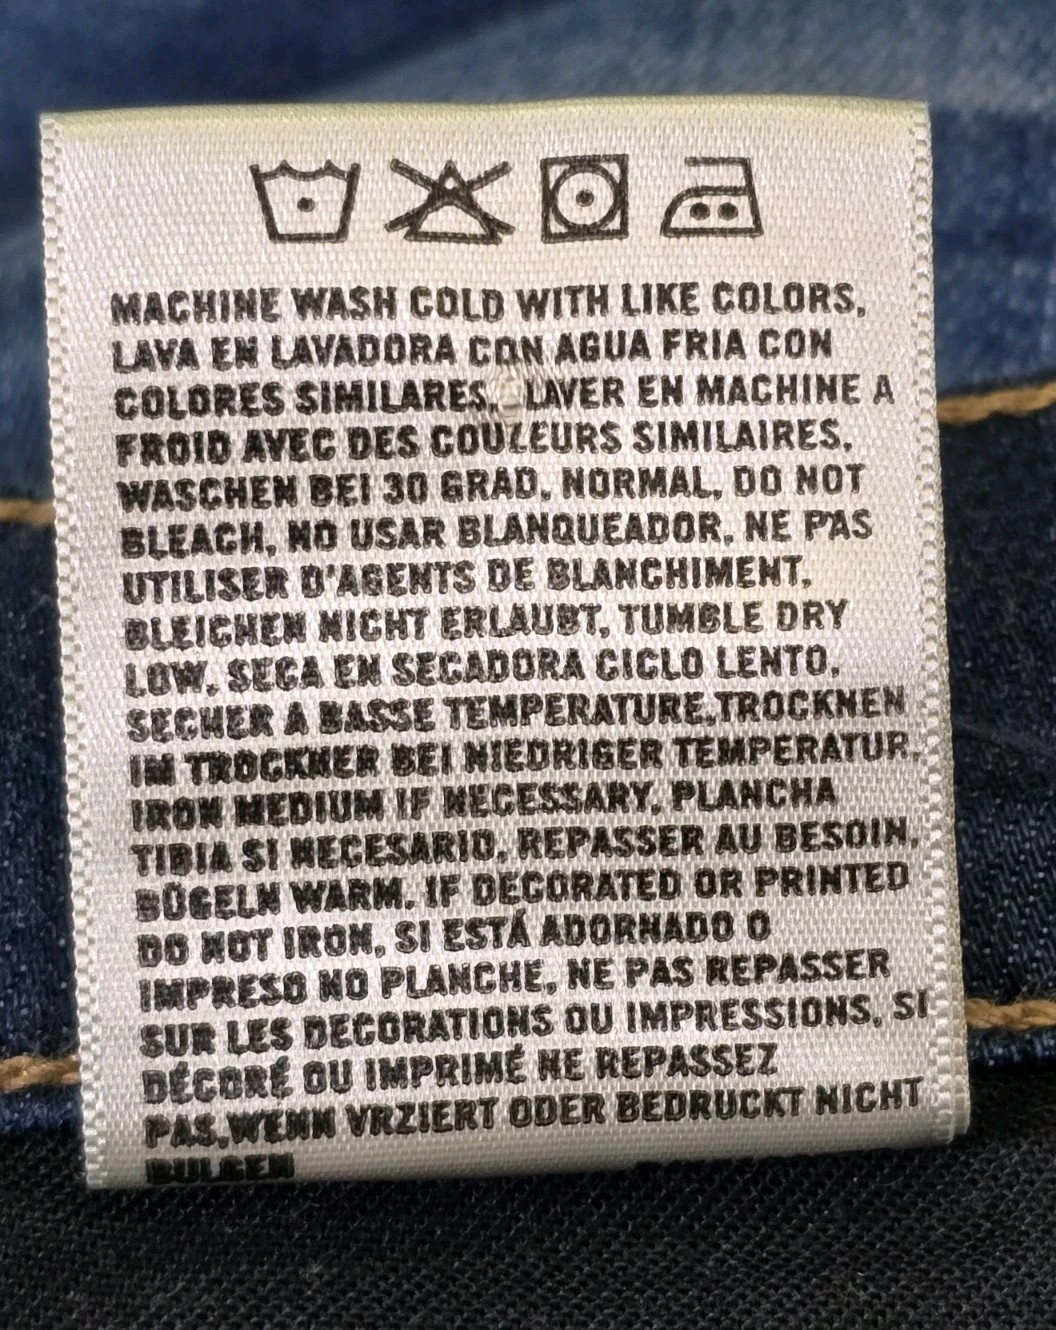 MACHINE WASH COLD WITH LIKE COLORS,
LAVA EN LAVADORA CON AGUA FRIA CON
COLORES SIMILARES, LAVER EN MACHINE A
FROID AVEC DES COULEURS SIMILAIRES,
WASCHEN BEI 30 GRAD, NORMAL, DO NOT
BLEACH, NO USAR BLANQUEADOR, NE PAS
UTILISER D'AGENTS DE BLANCHIMENT,
BLEICHEN NICHT ERLAUBT, TUMBLE DRY
LOW, SECA EN SECADORA CICLO LENTO,
SECHER A BASSE TEMPERATURE,TROCKNEN
IM TROCKNER BEI NIEDRIGER TEMPERATUR,
IRON MEDIUM IF NECESSARY, PLANCHA
TIBIA SI NECESARIO, REPASSER AU BESOIN,
BÜGELN WARM. IF DECORATED OR PRINTED
DO NOT IRON, SI ESTÁ ADORNADO O
IMPRESO NO PLANCHE, NE PAS REPASSER
SUR LES DECORATIONS OU IMPRESSIONS, SI
DÉCORÉ OU IMPRIMÉ NE REPASSEZ
PAS,WENN VRZIERT ODER BEDRUCKT NICHT